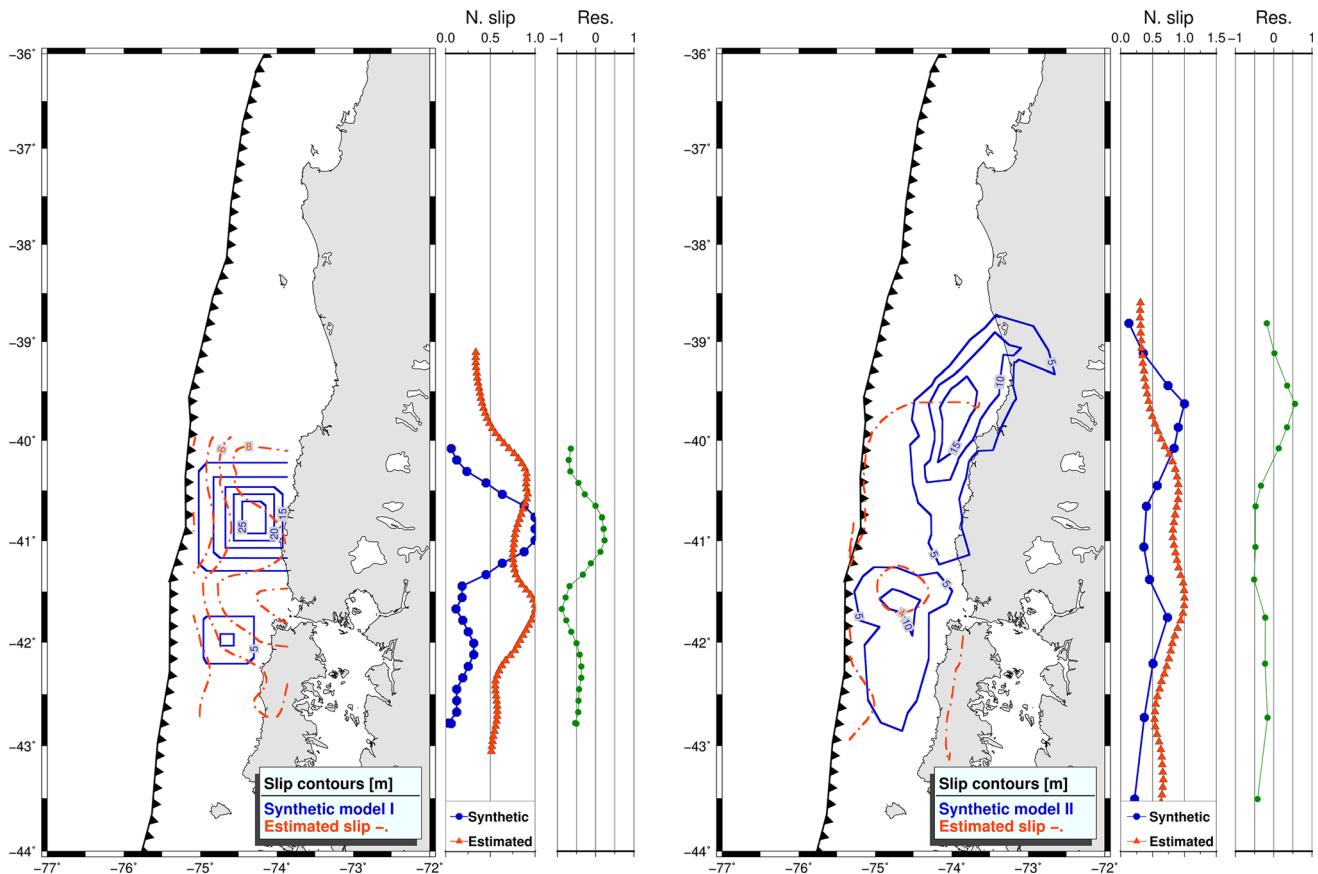 N. slip Res.
0.0 0.5 1.0 −1 0 1
−36°
−37°
−38°
−39°
−40°
−41°
−42°
−43°
−44°
−77° −76° −75° −74° −73° −72°
6 8
25 20 15
5
Slip contours [m]
Synthetic model I
Estimated slip −.
Synthetic
Estimated
N. slip Res.
0.0 0.5 1.0 1.5 −1 0 1
−36°
−37°
−38°
−39°
−40°
−41°
−42°
−43°
−44°
−77° −76° −75° −74° −73° −72°
5
10
15
5
5
5
10
Slip contours [m]
Synthetic model II
Estimated slip −.
Synthetic
Estimated